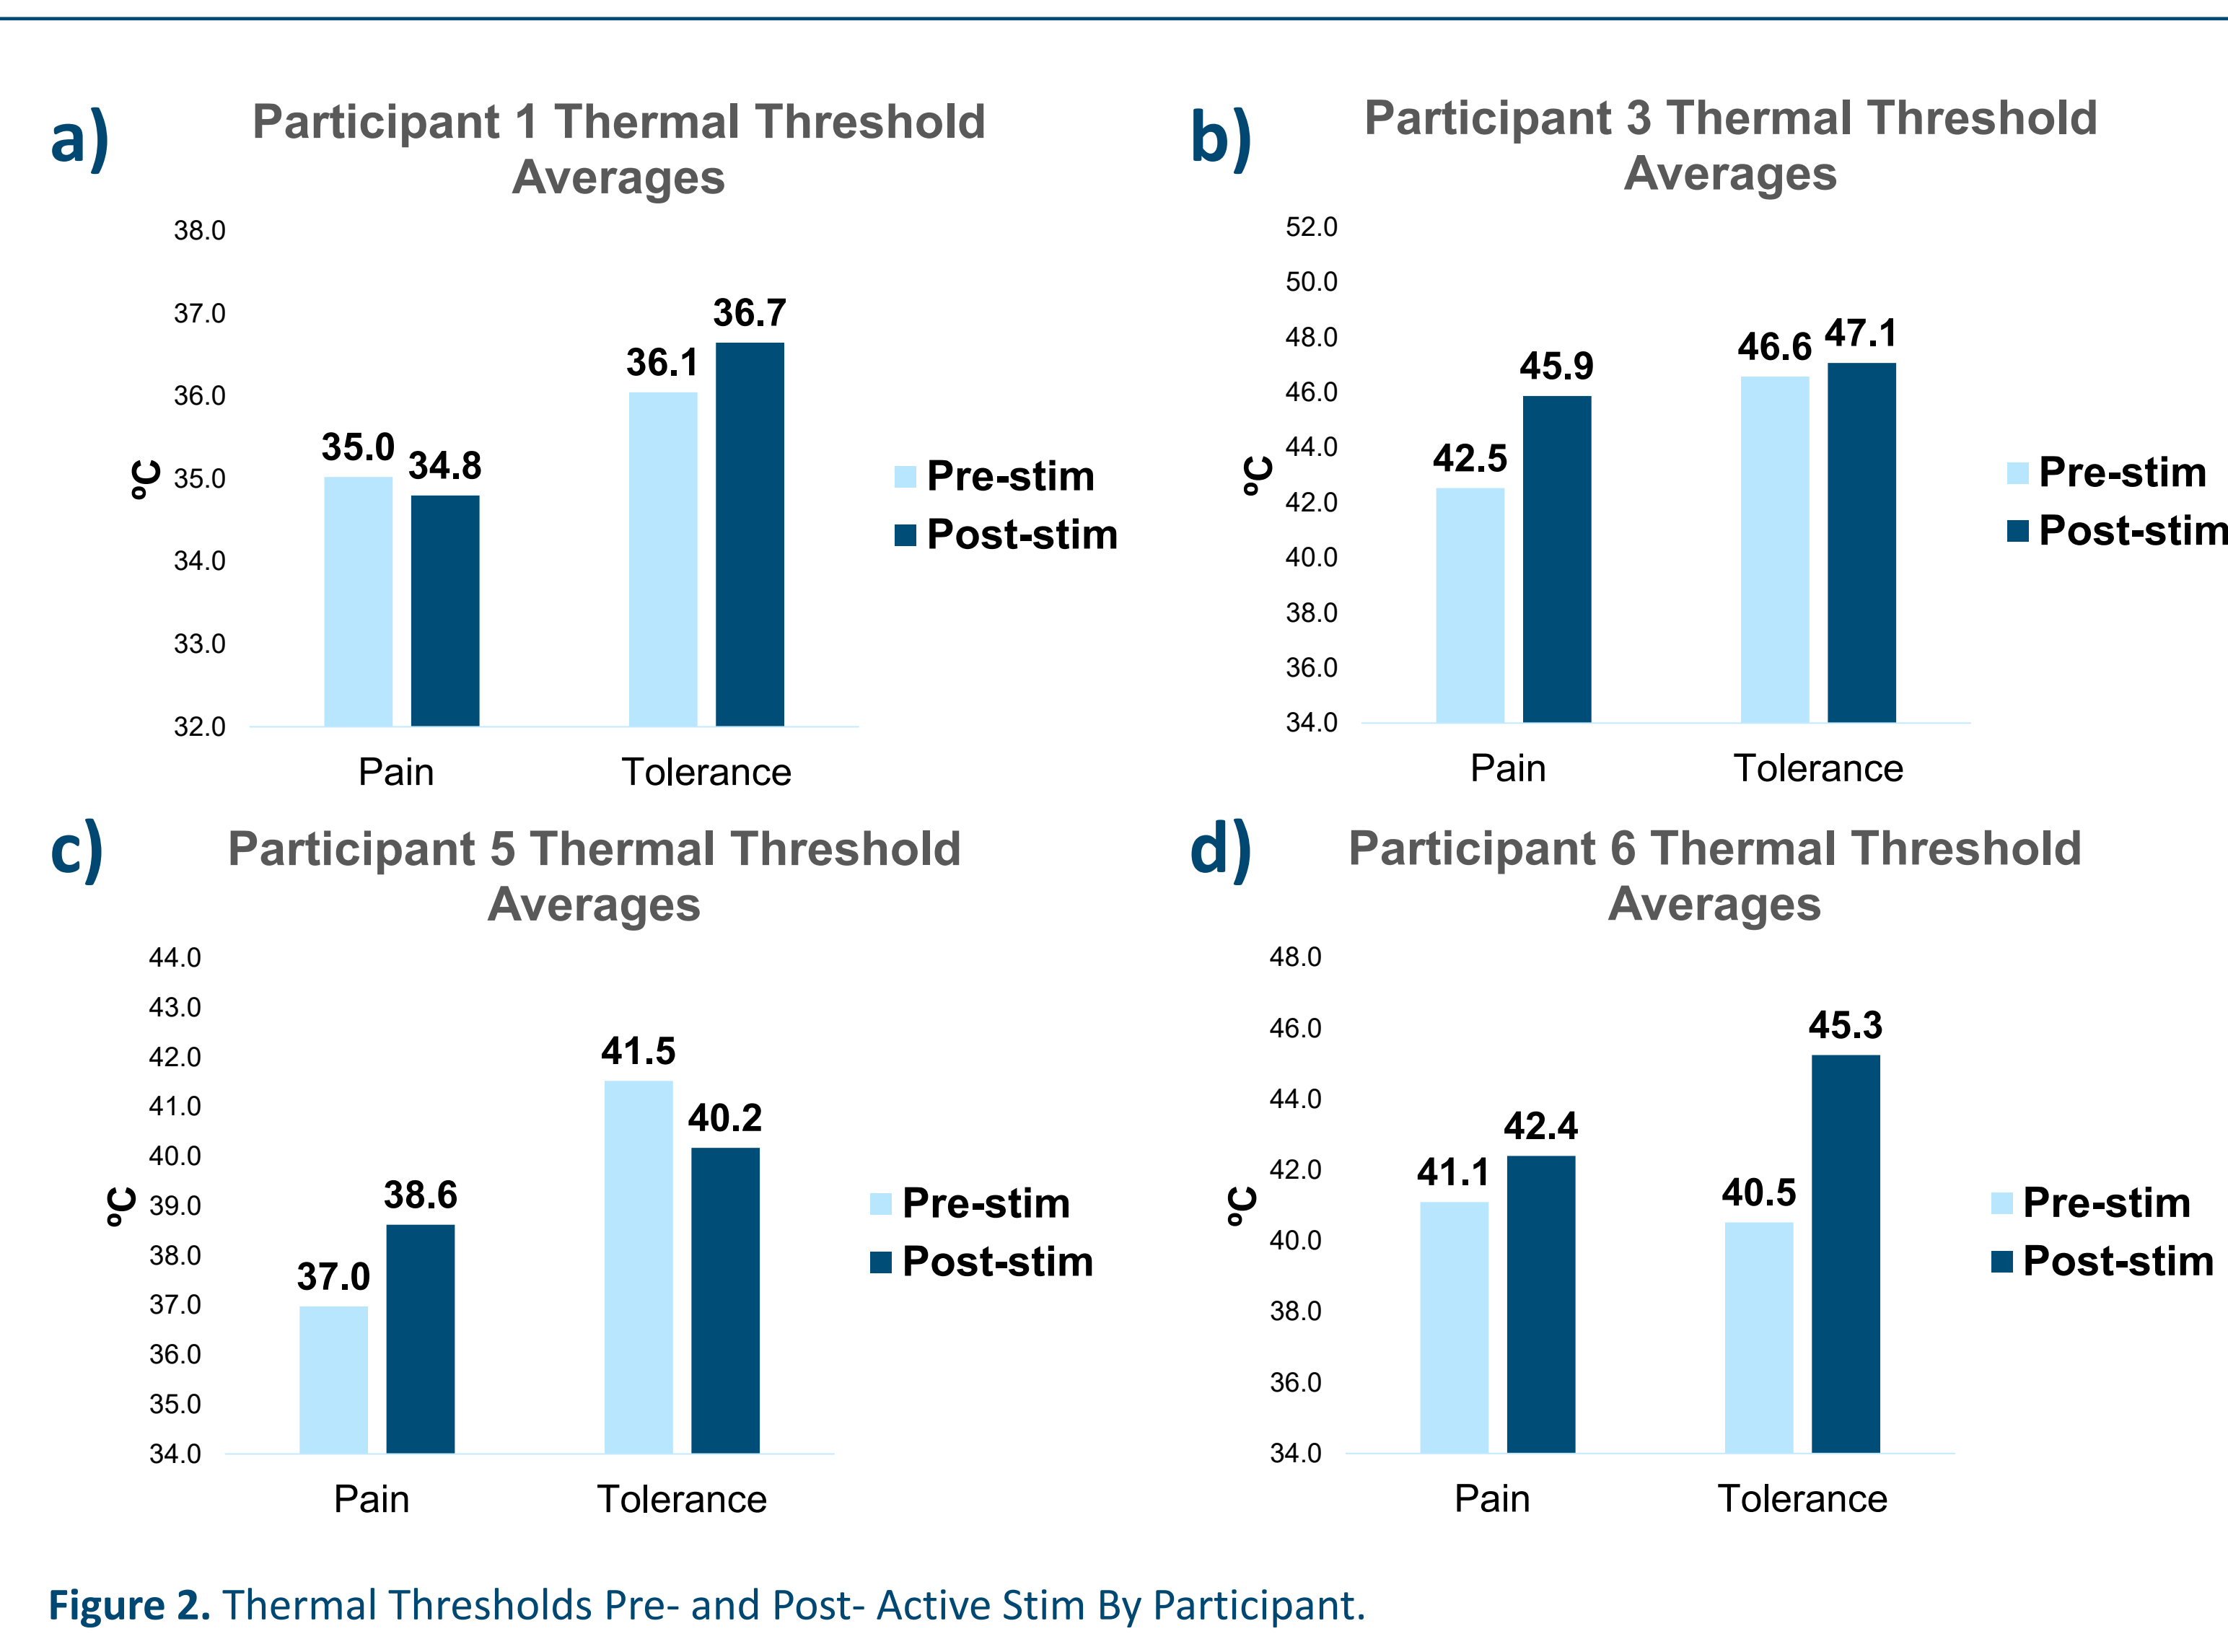 a)
Participant 1 Thermal Threshold
Averages
38.0
37.0
36.0
35.0
34.0
33.0
32.0
ºC
35.0
34.8
36.1
36.7
Pain
Tolerance
Pre-stim
Post-stim
b)
Participant 3 Thermal Threshold
Averages
52.0
50.0
48.0
46.0
44.0
42.0
40.0
38.0
36.0
34.0
ºC
42.5
45.9
46.6
47.1
Pain
Tolerance
Pre-stim
Post-stim
c)
Participant 5 Thermal Threshold
Averages
44.0
43.0
42.0
41.0
40.0
39.0
38.0
37.0
36.0
35.0
34.0
ºC
37.0
38.6
41.5
40.2
Pain
Tolerance
Pre-stim
Post-stim
d)
Participant 6 Thermal Threshold
Averages
48.0
46.0
44.0
42.0
40.0
38.0
36.0
34.0
ºC
41.1
42.4
40.5
45.3
Pain
Tolerance
Pre-stim
Post-stim
Figure 2. Thermal Thresholds Pre- and Post- Active Stim By Participant.